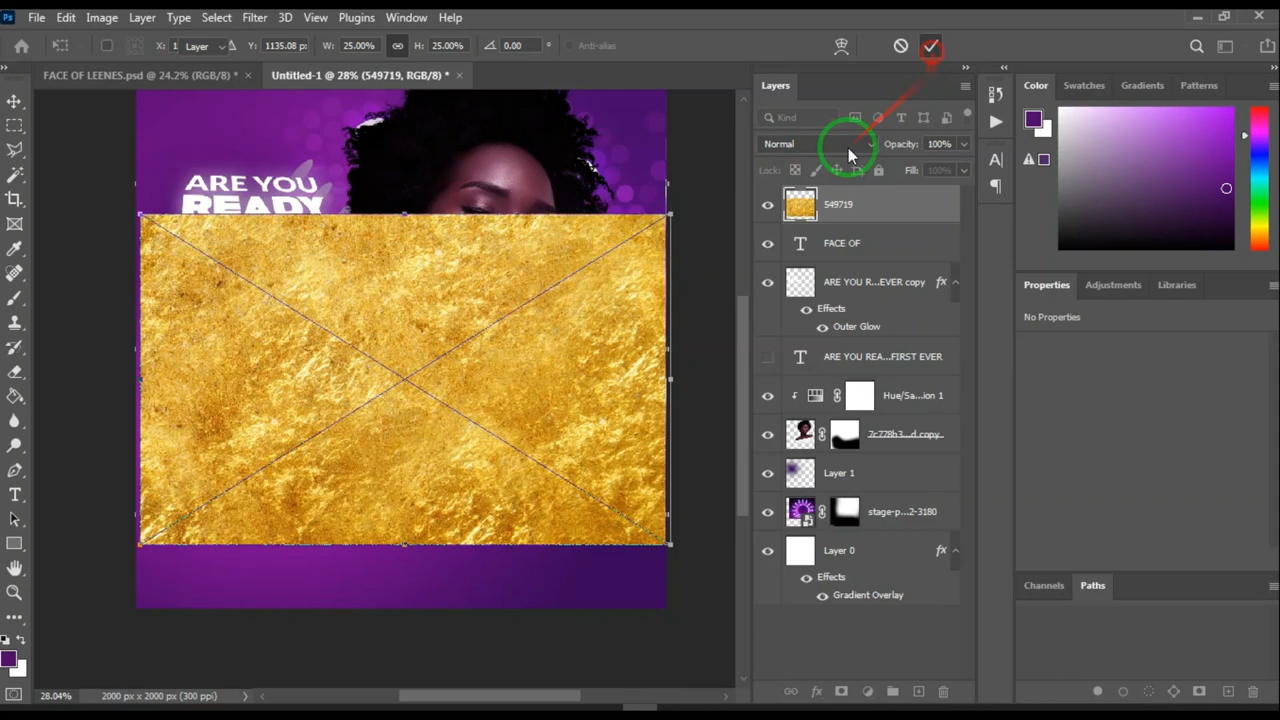 Ps File Edit Image Layer Type Select Filter 3D View Plugins Window Help
X: 1 Layer Y: 1135.08 px W: 25.00% H: 25.00% 0.00 ° Anti-alias
FACE OF LEENES.psd @ 24.2% (RGB/8) * × Untitled-1 @ 28% (549719, RGB/8) * ×
ARE YOU
READY
Layers
Kind
Normal Opacity: 100%
Lock: Fill: 100%
549719
FACE OF
ARE YOU R...EVER copy fx
Effects
Outer Glow
ARE YOU REA...FIRST EVER
Hue/Sa...ion 1
7c778b3...d copy
Layer 1
stage-p...2-3180
Layer 0 fx
Effects
Gradient Overlay
Color Swatches Gradients Patterns
Properties Adjustments Libraries
No Properties
Channels Paths
28.04% 2000 px x 2000 px (300 ppi)